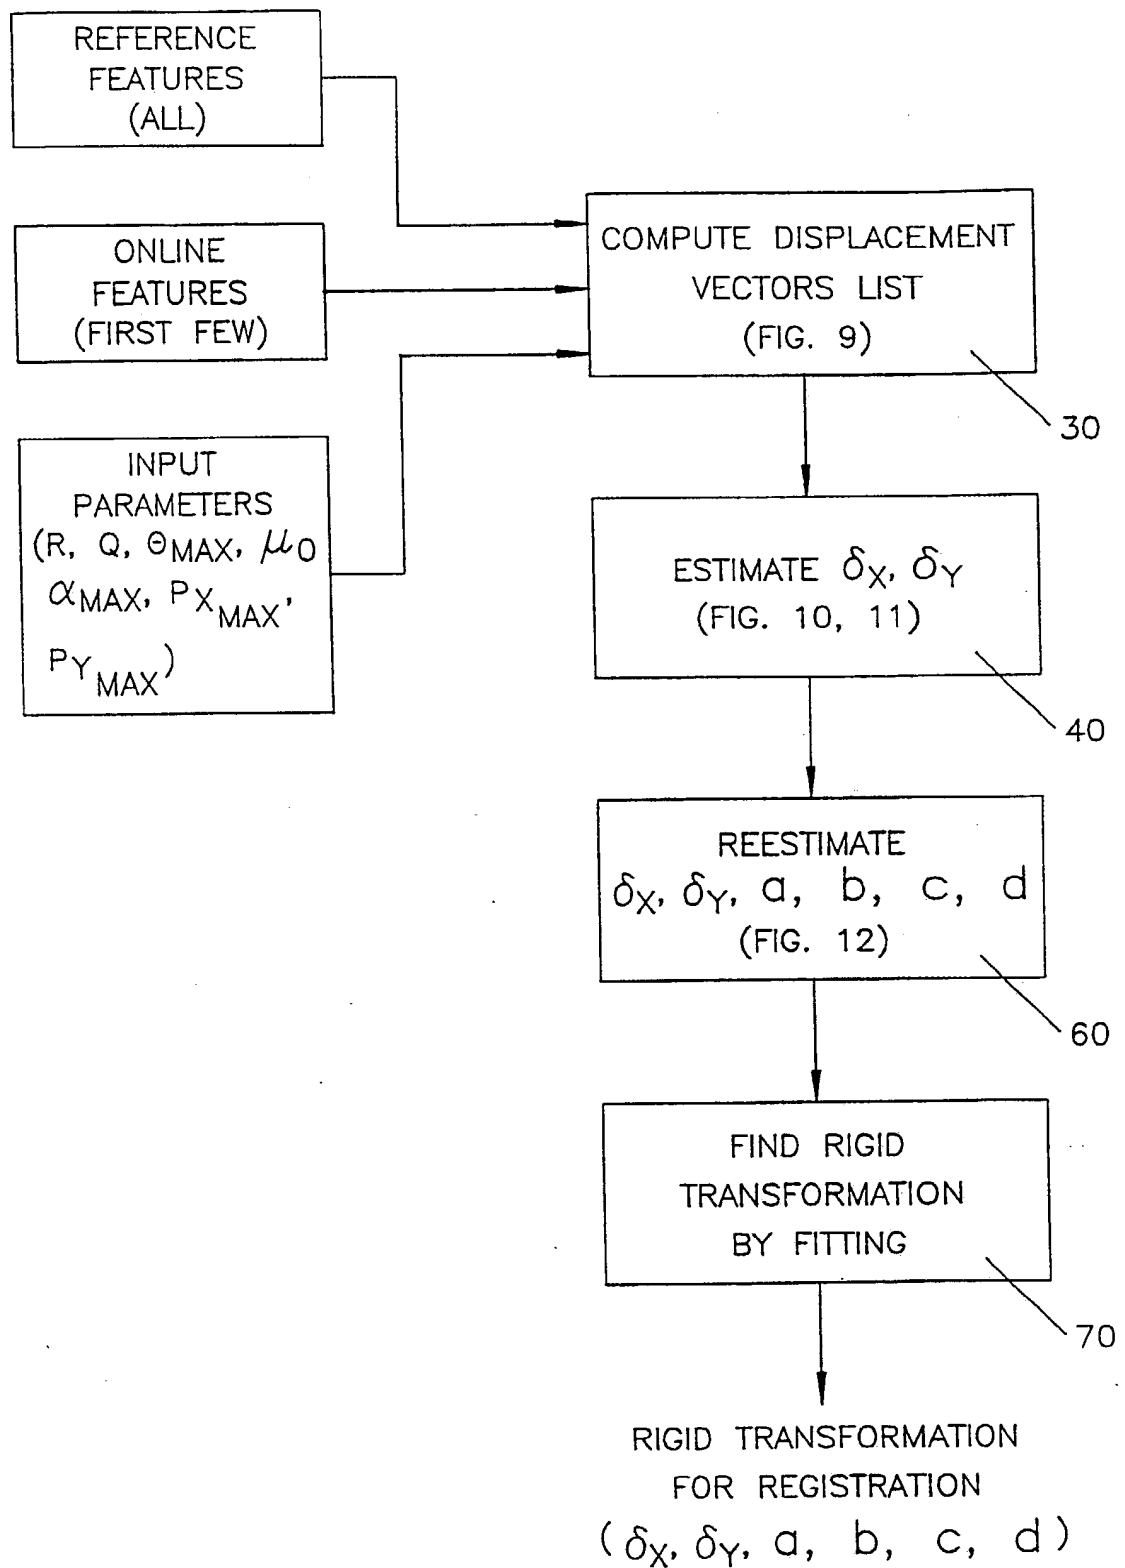 REFERENCE
FEATURES
(ALL)
ONLINE
FEATURES
(FIRST FEW)
INPUT
PARAMETERS
(R, Q, ΘMAX, μO
αMAX, PXMAX,
PYMAX)
COMPUTE DISPLACEMENT
VECTORS LIST
(FIG. 9)
30
ESTIMATE δX, δY
(FIG. 10, 11)
40
REESTIMATE
δX, δY, a, b, c, d
(FIG. 12)
60
FIND RIGID
TRANSFORMATION
BY FITTING
70
RIGID TRANSFORMATION
FOR REGISTRATION
(δX, δY, a, b, c, d)